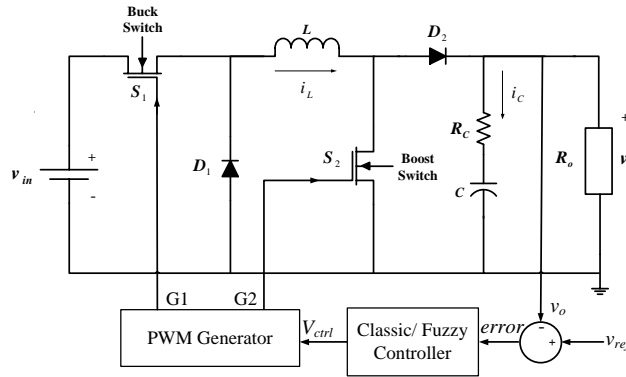 Buck
Switch
L
D2
S1
iL
iC
+
vin
-
D1
S2
Boost
Switch
RC
C
Ro
+
v
G1
G2
vo
PWM Generator
Vctrl
Classic/ Fuzzy
Controller
error
-
+
vre